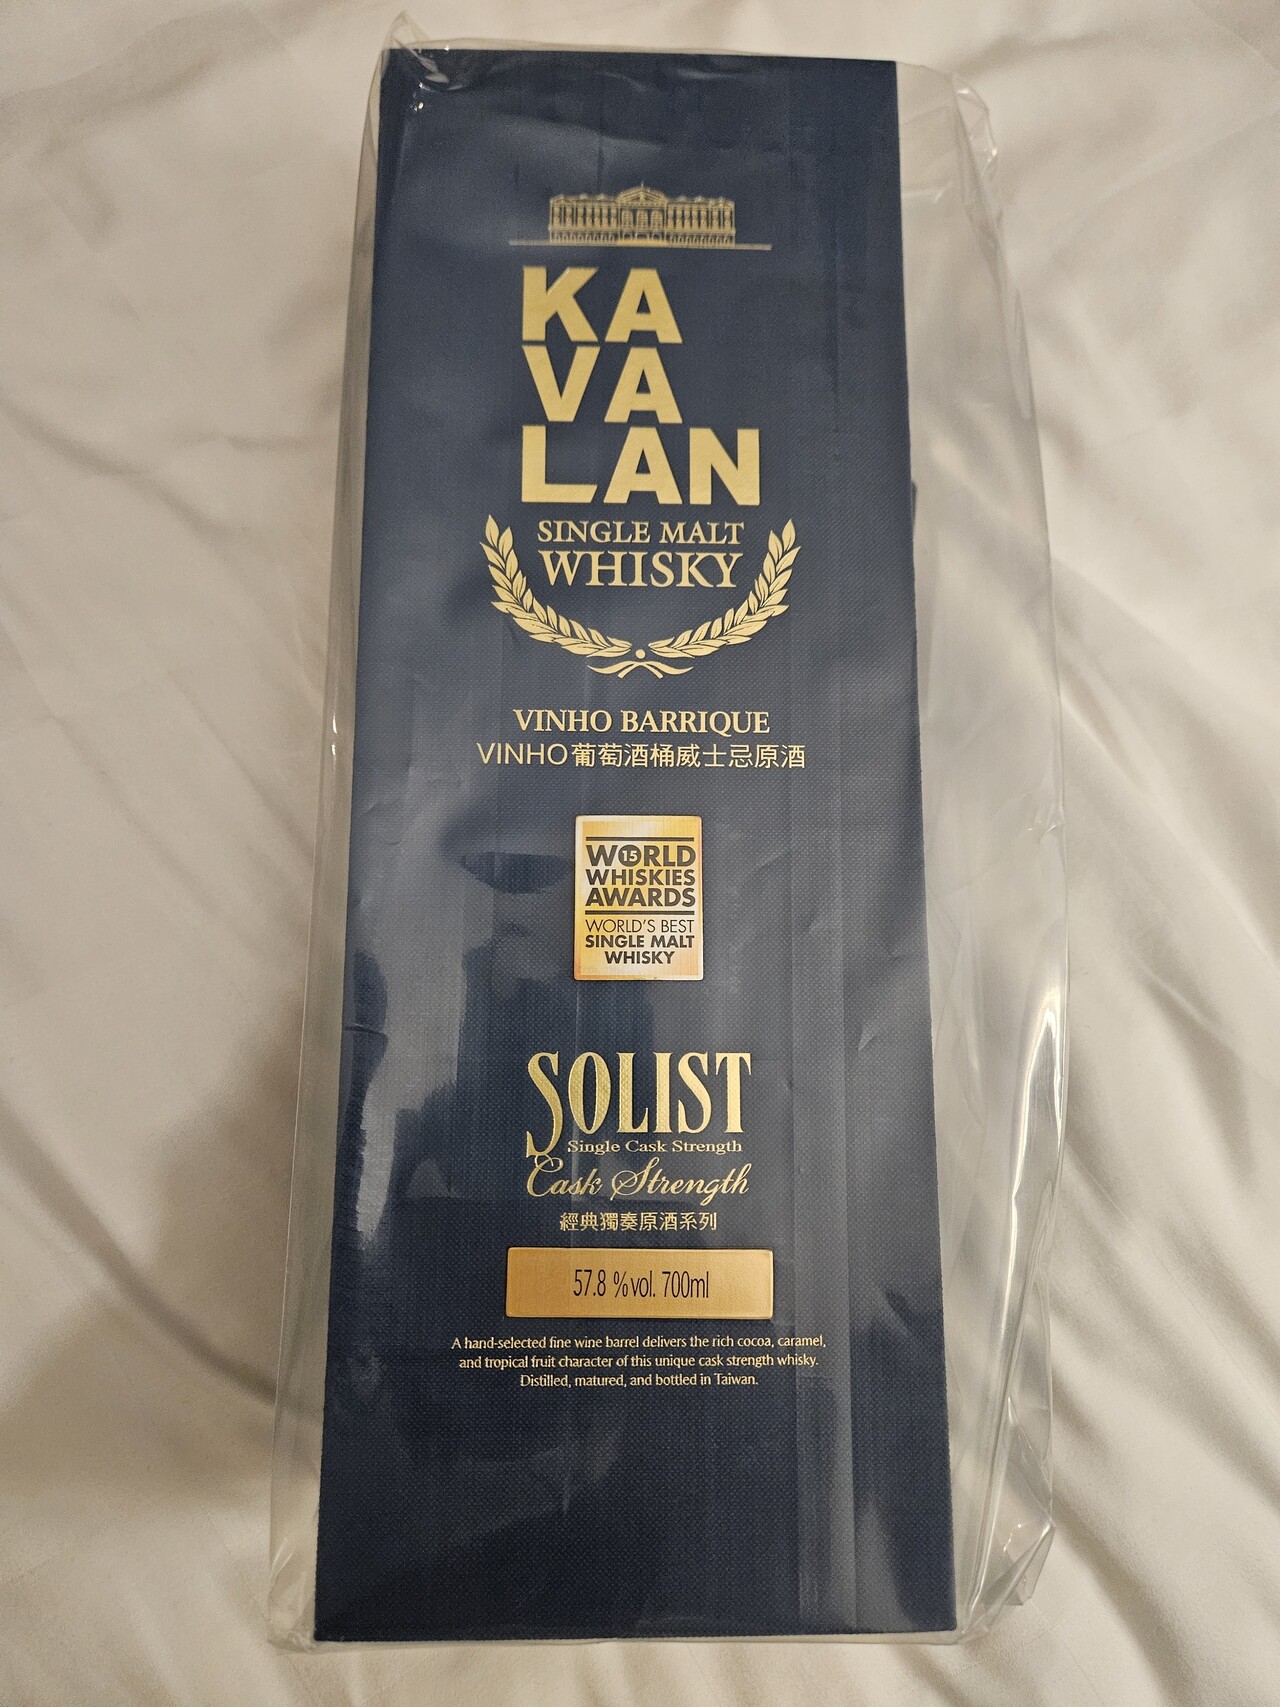 KA
VA
LAN
SINGLE MALT
WHISKY
VINHO BARRIQUE
VINHO葡萄酒桶威士忌原酒
W15RLD
WHISKIES
AWARDS
WORLD'S BEST
SINGLE MALT
WHISKY
SOLIST
Single Cask Strength
Cask Strength
經典獨奏原酒系列
57.8 %vol. 700ml
A hand-selected fine wine barrel delivers the rich cocoa, caramel,
and tropical fruit character of this unique cask strength whisky.
Distilled, matured, and bottled in Taiwan.